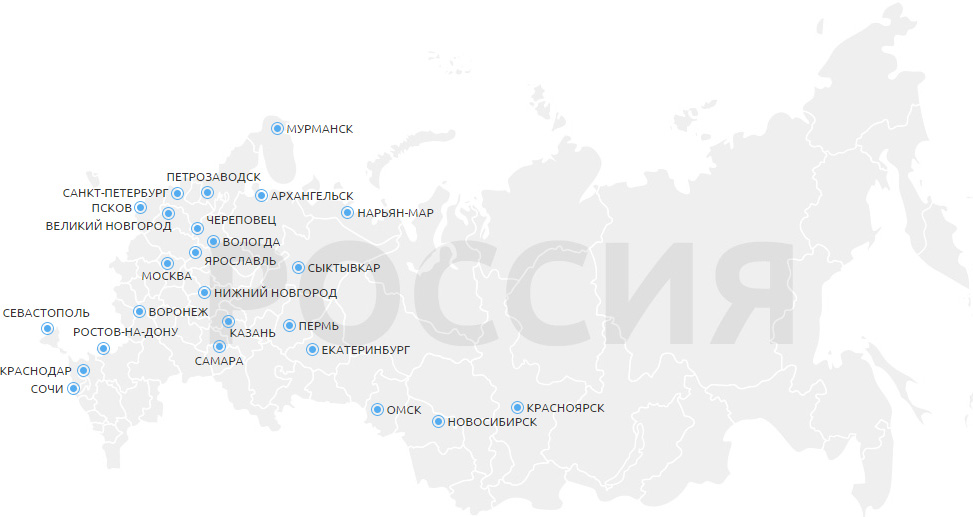 МУРМАНСК
ПЕТРОЗАВОДСК
САНКТ-ПЕТЕРБУРГ
АРХАНГЕЛЬСК
ПСКОВ
НАРЬЯН-МАР
ЧЕРЕПОВЕЦ
ВЕЛИКИЙ НОВГОРОД
ВОЛОГДА
ЯРОСЛАВЛЬ
СЫКТЫВКАР
МОСКВА
РОССИЯ
НИЖНИЙ НОВГОРОД
СЕВАСТОПОЛЬ
ВОРОНЕЖ
РОСТОВ-НА-ДОНУ
КАЗАНЬ
ПЕРМЬ
САМАРА
ЕКАТЕРИНБУРГ
КРАСНОДАР
СОЧИ
ОМСК
КРАСНОЯРСК
НОВОСИБИРСК